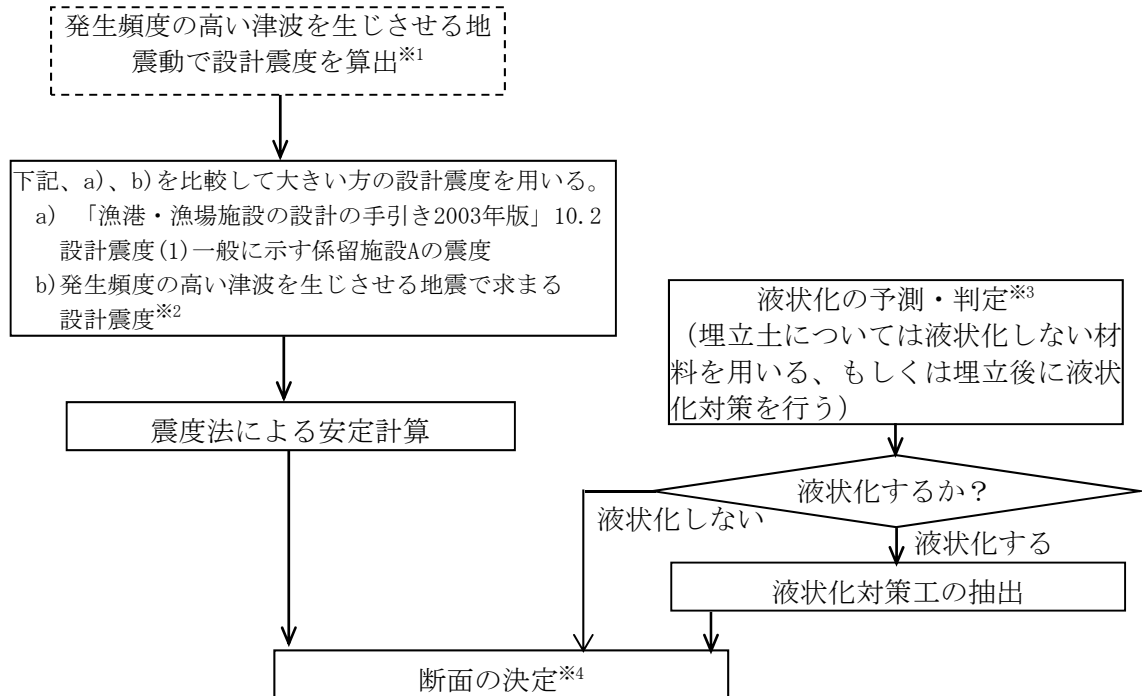 発生頻度の高い津波を生じさせる地
震動で設計震度を算出※1
下記、a)、b)を比較して大きい方の設計震度を用いる。
a) 「漁港・漁場施設の設計の手引き2003年版」10.2
設計震度(1)一般に示す係留施設Aの震度
b)発生頻度の高い津波を生じさせる地震で求まる
設計震度※2
震度法による安定計算
液状化の予測・判定※3
(埋立土については液状化しない材
料を用いる、もしくは埋立後に液状
化対策を行う)
液状化するか?
液状化しない
液状化する
液状化対策工の抽出
断面の決定※4